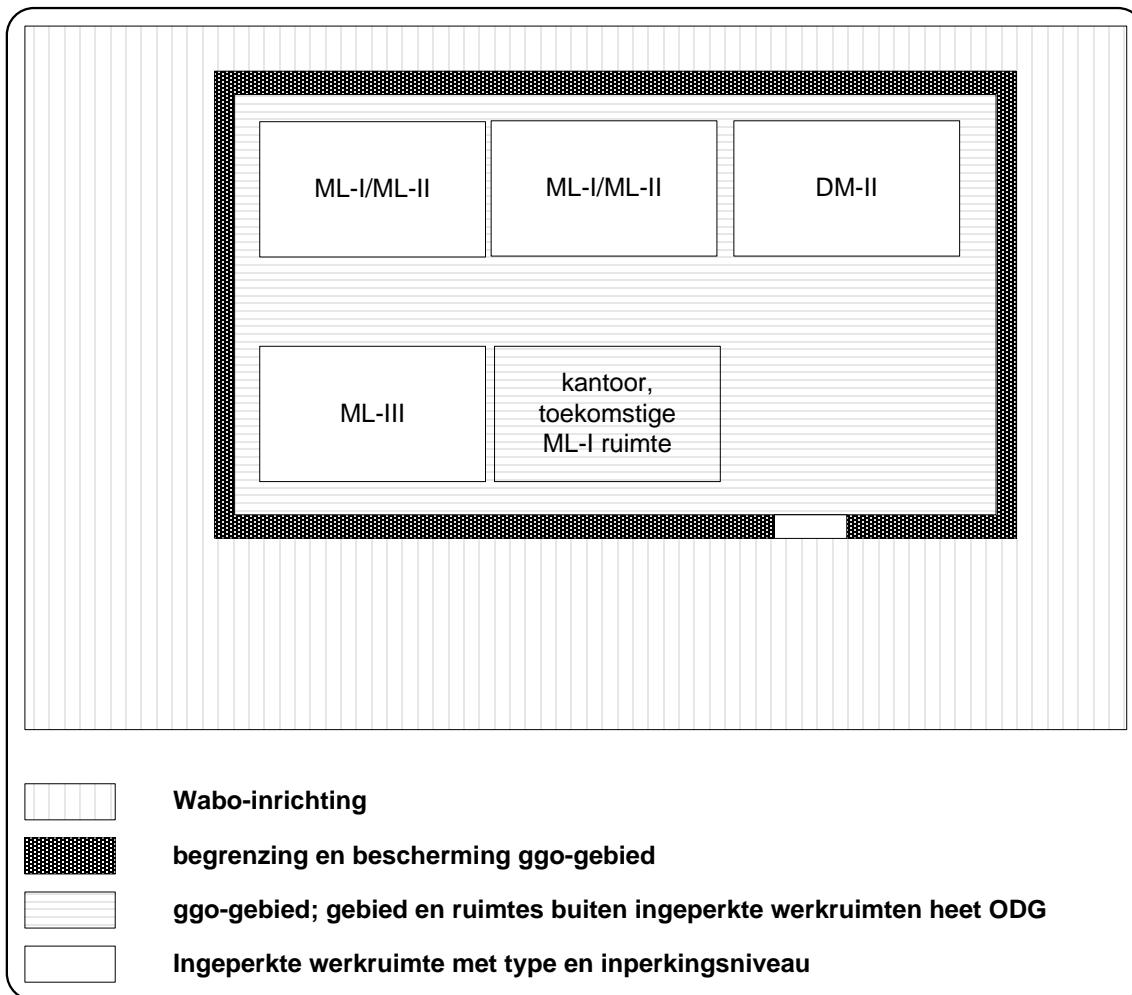 ML-I/ML-II
ML-I/ML-II
DM-II
ML-III
kantoor,
toekomstige
ML-I ruimte
Wabo-inrichting
begrenzing en bescherming ggo-gebied
ggo-gebied; gebied en ruimtes buiten ingeperkte werkruimten heet ODG
Ingeperkte werkruimte met type en inperkingsniveau